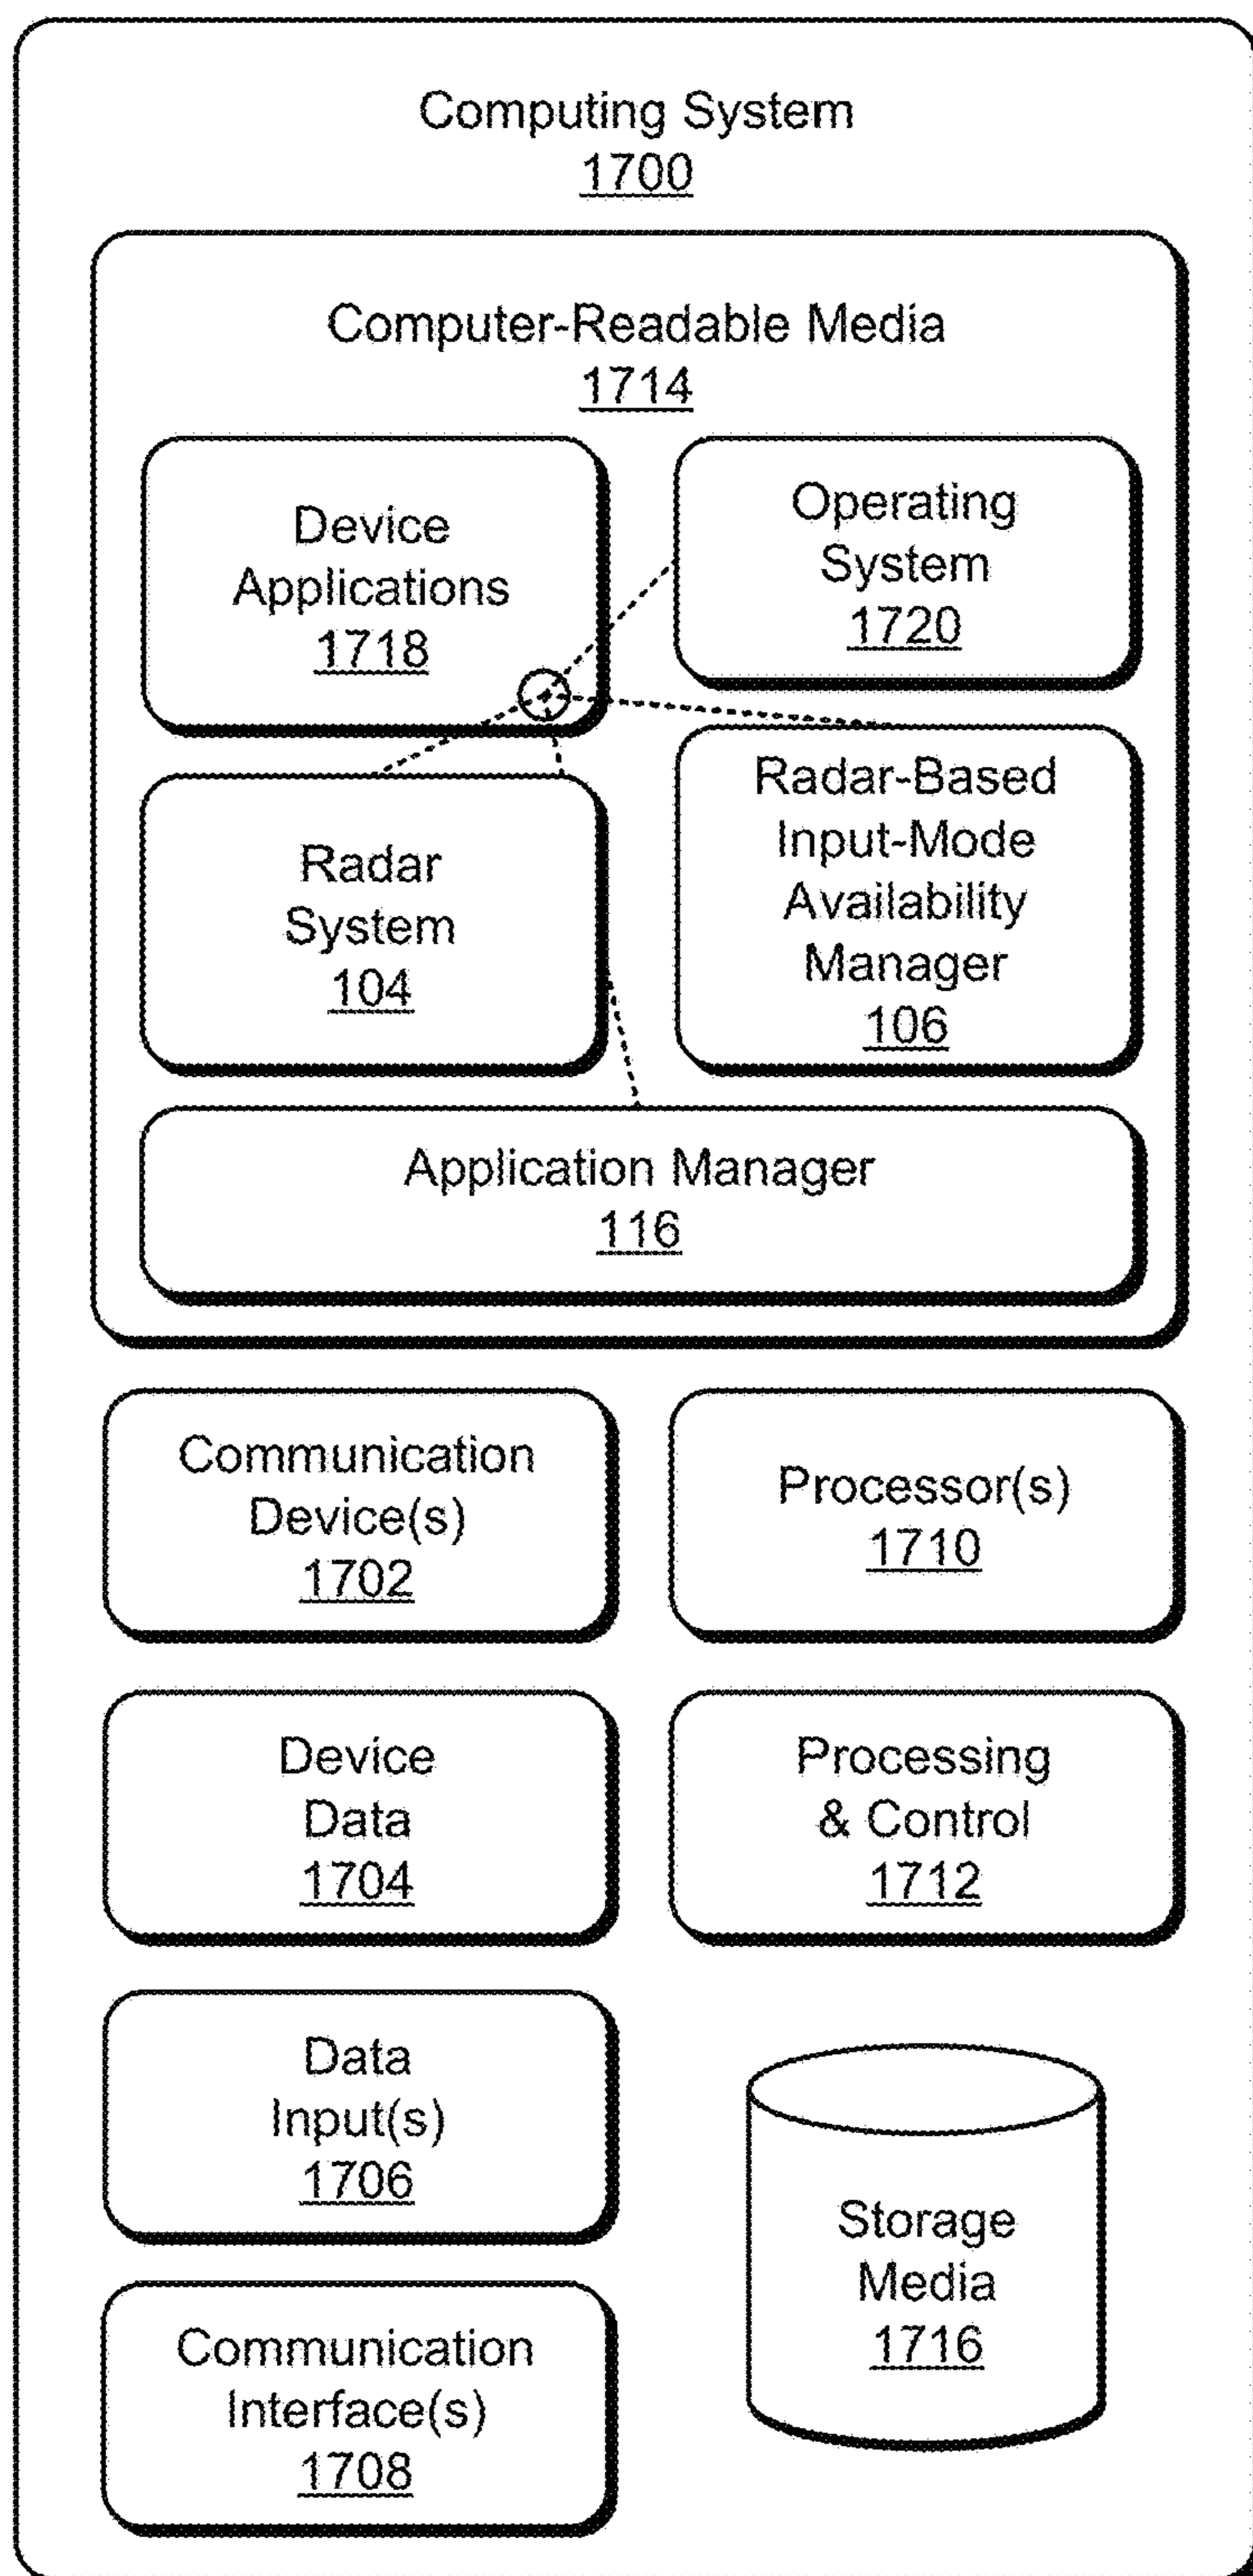 Computing System
1700
Computer-Readable Media
1714
Device
Applications
1718
Operating
System
1720
Radar
System
104
Radar-Based
Input-Mode
Availability
Manager
106
Application Manager
116
Communication
Device(s)
1702
Processor(s)
1710
Device
Data
1704
Processing
& Control
1712
Data
Input(s)
1706
Storage
Media
1716
Communication
Interface(s)
1708